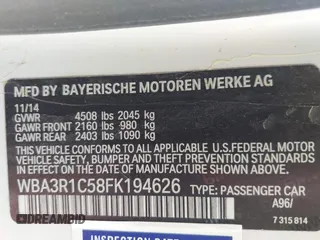 MFD BY BAYERISCHE MOTOREN WERKE AG
11/14
GVWR 4508 lbs 2045 kg
GAWR FRONT 2160 lbs 980 kg
GAWR REAR 2403 lbs 1090 kg
THIS VEHICLE CONFORMS TO ALL APPLICABLE U.S. FEDERAL MOTOR
VEHICLE SAFETY, BUMPER, AND THEFT PREVENTION STANDARDS
IN EFFECT ON THE DATE OF MANUFACTURE SHOWN ABOVE.
WBA3R1C58FK194626 TYPE: PASSENGER CAR
A96/
7 315 814
DREAMBID
INSPECTED